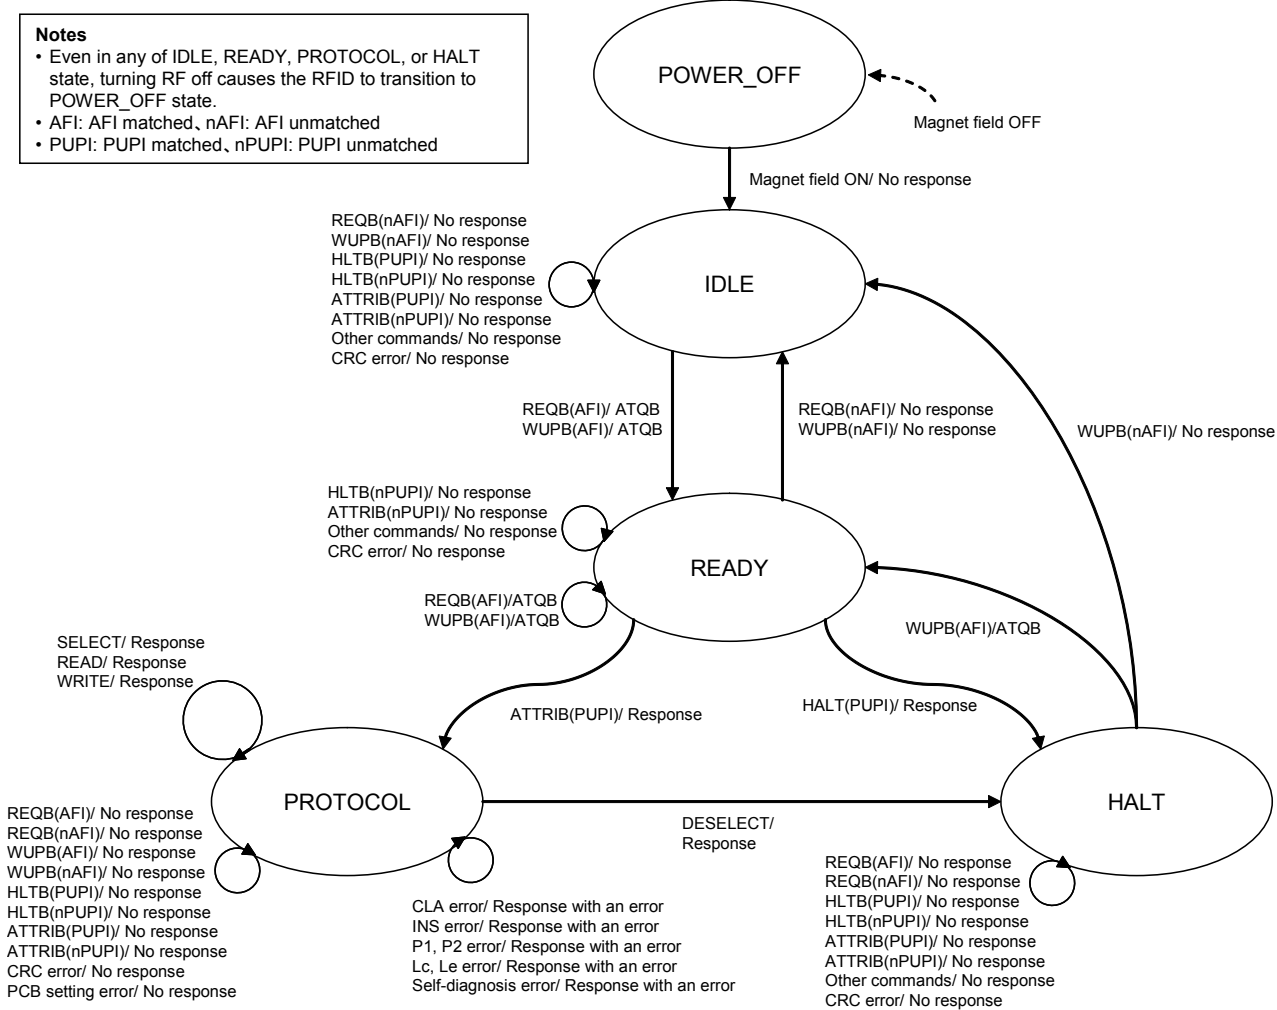 Notes
• Even in any of IDLE, READY, PROTOCOL, or HALT
state, turning RF off causes the RFID to transition to
POWER_OFF state.
• AFI: AFI matched、nAFI: AFI unmatched
• PUPI: PUPI matched、nPUPI: PUPI unmatched
POWER_OFF
Magnet field OFF
Magnet field ON/ No response
REQB(nAFI)/ No response
WUPB(nAFI)/ No response
HLTB(PUPI)/ No response
HLTB(nPUPI)/ No response
ATTRIB(PUPI)/ No response
ATTRIB(nPUPI)/ No response
Other commands/ No response
CRC error/ No response
IDLE
REQB(AFI)/ ATQB
WUPB(AFI)/ ATQB
REQB(nAFI)/ No response
WUPB(nAFI)/ No response
WUPB(nAFI)/ No response
HLTB(nPUPI)/ No response
ATTRIB(nPUPI)/ No response
Other commands/ No response
CRC error/ No response
READY
REQB(AFI)/ATQB
WUPB(AFI)/ATQB
WUPB(AFI)/ATQB
SELECT/ Response
READ/ Response
WRITE/ Response
ATTRIB(PUPI)/ Response
HALT(PUPI)/ Response
PROTOCOL
HALT
DESELECT/
Response
REQB(AFI)/ No response
REQB(nAFI)/ No response
WUPB(AFI)/ No response
WUPB(nAFI)/ No response
HLTB(PUPI)/ No response
HLTB(nPUPI)/ No response
ATTRIB(PUPI)/ No response
ATTRIB(nPUPI)/ No response
CRC error/ No response
PCB setting error/ No response
CLA error/ Response with an error
INS error/ Response with an error
P1, P2 error/ Response with an error
Lc, Le error/ Response with an error
Self-diagnosis error/ Response with an error
REQB(AFI)/ No response
REQB(nAFI)/ No response
HLTB(PUPI)/ No response
HLTB(nPUPI)/ No response
ATTRIB(PUPI)/ No response
ATTRIB(nPUPI)/ No response
Other commands/ No response
CRC error/ No response